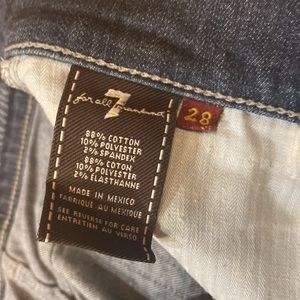 7
for all mankind
28
88% COTTON
10% POLYESTER
2% SPANDEX
88% COTON
10% POLYESTER
2% ELASTHANNE
MADE IN MEXICO
FABRIQUE AU MEXIQUE
SEE REVERSE FOR CARE
ENTRETIEN AU VERSO